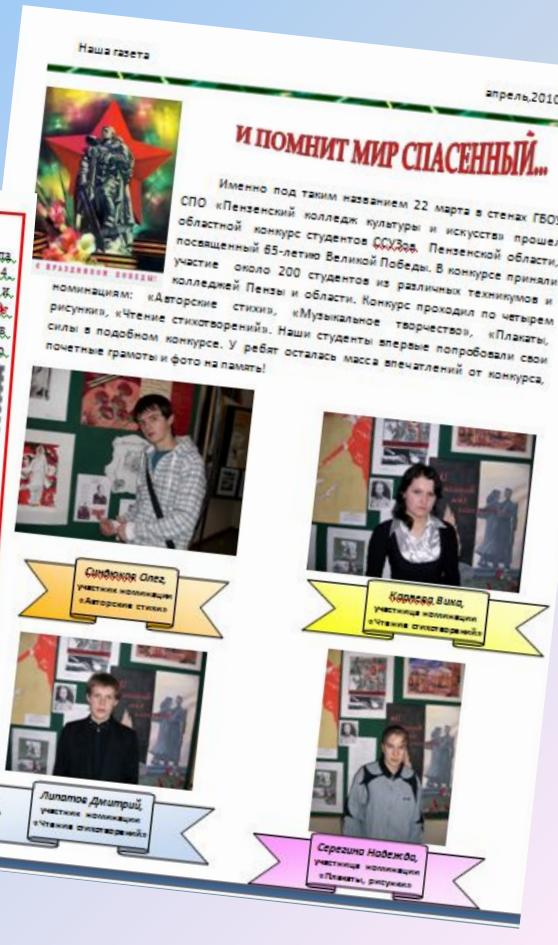 Наша газета
апрель,2010
И ПОМНИТ МИР СПАСЕННЫЙ...
С ПРАЗДНИКОМ ПОБЕДЫ!
Именно под таким названием 22 марта в стенах ГБОУ
СПО «Пензенский колледж культуры и искусств» прошел
областной конкурс студентов ССУЗов Пензенской области,
посвященный 65-летию Великой Победы. В конкурсе приняли
участие около 200 студентов из различных техникумов и
колледжей Пензы и области. Конкурс проходил по четырем
номинациям: «Авторские стихи», «Музыкальное творчество», «Плакаты,
рисунки», «Чтение стихотворений». Наши студенты впервые попробовали свои
силы в подобном конкурсе. У ребят осталась масса впечатлений от конкурса,
почетные грамоты и фото на память!
Олег,
участник номинации
«Авторские стихи»
Вика,
участница номинации
«Чтение стихотворений»
Липатов Дмитрий,
участник номинации
«Чтение стихотворений»
Серегина Надежда,
участница номинации
«Плакаты, рисунки»